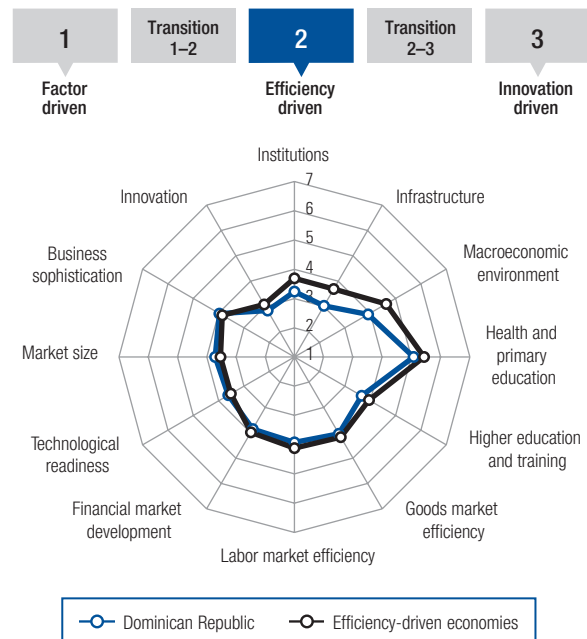 1
Transition
1–2
2
Transition
2–3
3
Factor
driven
Efficiency
driven
Innovation
driven
Institutions
7
6
5
4
3
2
1
Infrastructure
Macroeconomic
environment
Health and
primary
education
Higher education
and training
Goods market
efficiency
Labor market efficiency
Financial market
development
Technological
readiness
Market size
Business
sophistication
Innovation
Dominican Republic
Efficiency-driven economies